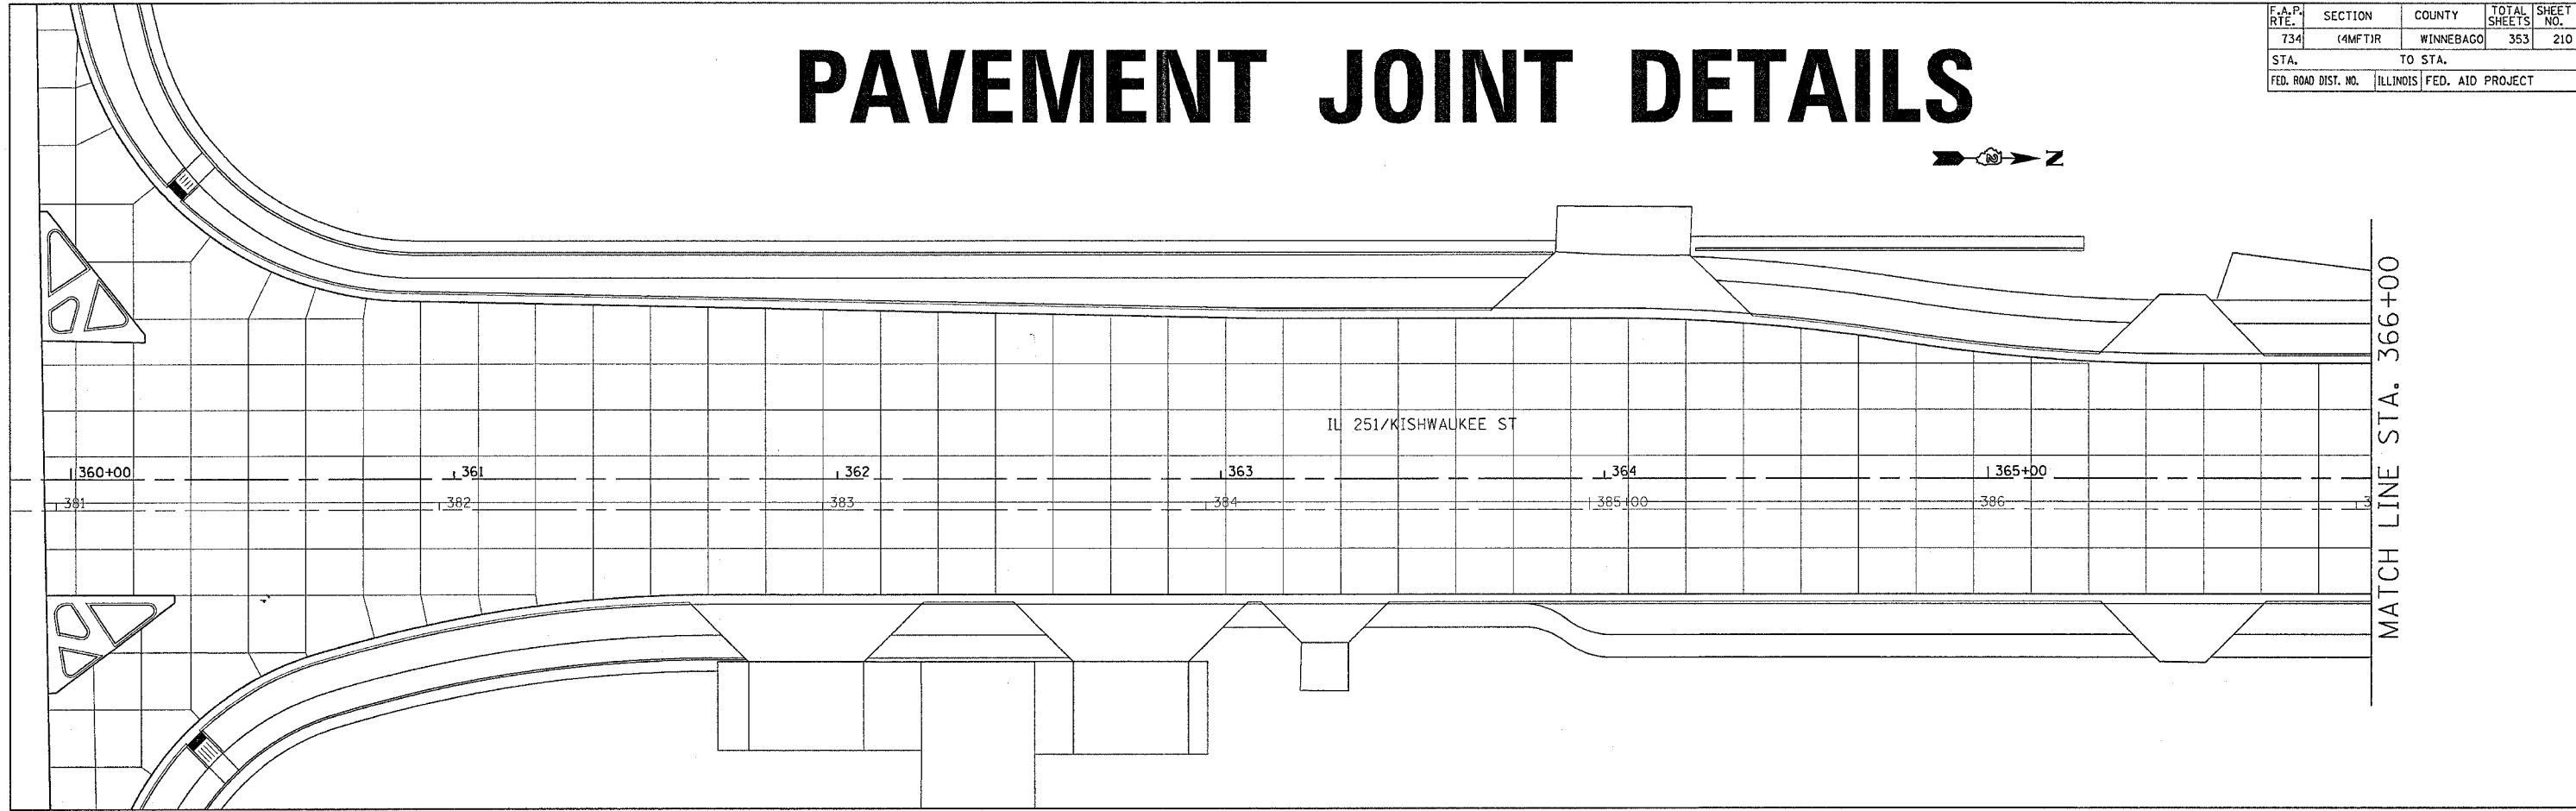 F.A.P. RTE. SECTION COUNTY TOTAL SHEETS SHEET NO.
734 (4MFT)R WINNEBAGO 353 210
STA. TO STA.
FED. ROAD DIST. NO. ILLINOIS FED. AID PROJECT
PAVEMENT JOINT DETAILS
N
IL 251/KISHWAUKEE ST
360+00 361 362 363 364 365+00
381 382 383 384 385+00 386
MATCH LINE STA. 366+00